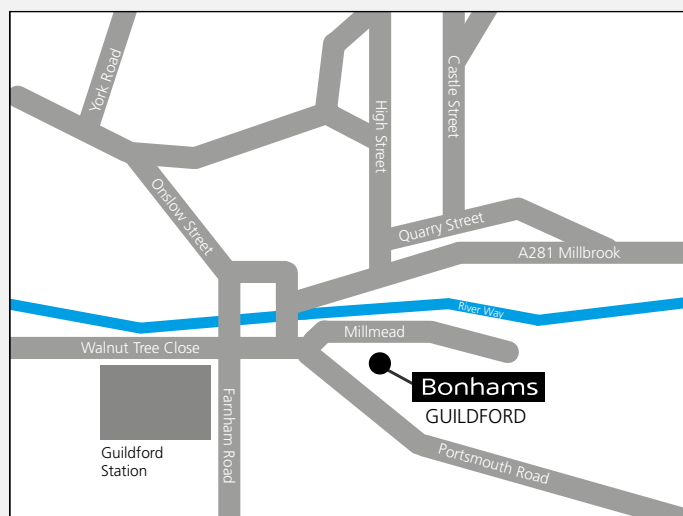 York Road
High Street
Castle Street
Onslow Street
Quarry Street
A281 Millbrook
River Way
Millmead
Walnut Tree Close
Bonhams
GUILDFORD
Farnham Road
Guildford
Station
Portsmouth Road